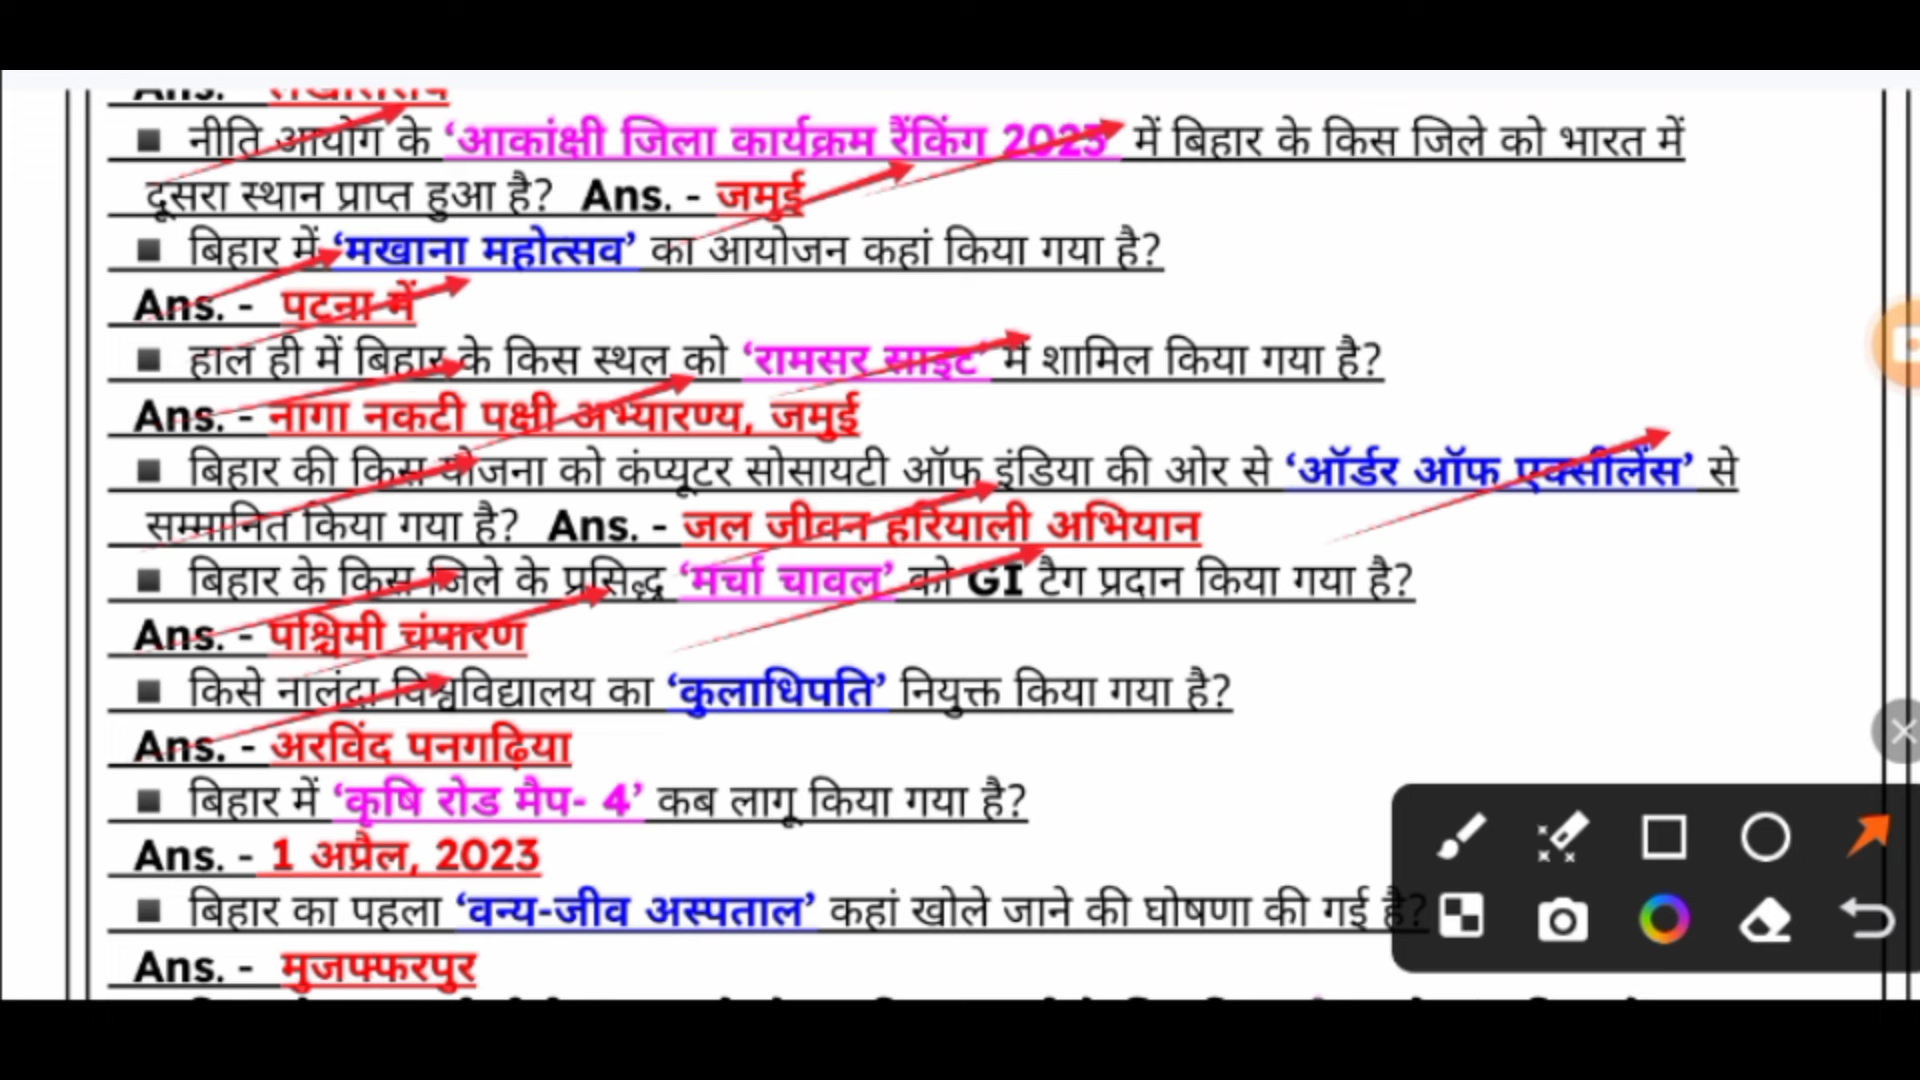 Ans. -
■ नीति आयोग के ‘आकांक्षी जिला कार्यक्रम रैंकिंग 2023’ में बिहार के किस जिले को भारत में
दूसरा स्थान प्राप्त हुआ है? Ans. - जमुई
■ बिहार में ‘मखाना महोत्सव’ का आयोजन कहां किया गया है?
Ans. - पटना में
■ हाल ही में बिहार के किस स्थल को ‘रामसर साइट’ में शामिल किया गया है?
Ans. - नागा नकटी पक्षी अभ्यारण्य, जमुई
■ बिहार की किस योजना को कंप्यूटर सोसायटी ऑफ इंडिया की ओर से ‘ऑर्डर ऑफ एक्सीलेंस’ से
सम्मानित किया गया है? Ans. - जल जीवन हरियाली अभियान
■ बिहार के किस जिले के प्रसिद्ध ‘मर्चा चावल’ को GI टैग प्रदान किया गया है?
Ans. - पश्चिमी चंपारण
■ किसे नालंदा विश्वविद्यालय का ‘कुलाधिपति’ नियुक्त किया गया है?
Ans. - अरविंद पनगढ़िया
■ बिहार में ‘कृषि रोड मैप- 4’ कब लागू किया गया है?
Ans. - 1 अप्रैल, 2023
■ बिहार का पहला ‘वन्य-जीव अस्पताल’ कहां खोले जाने की घोषणा की गई है?
Ans. - मुजफ्फरपुर